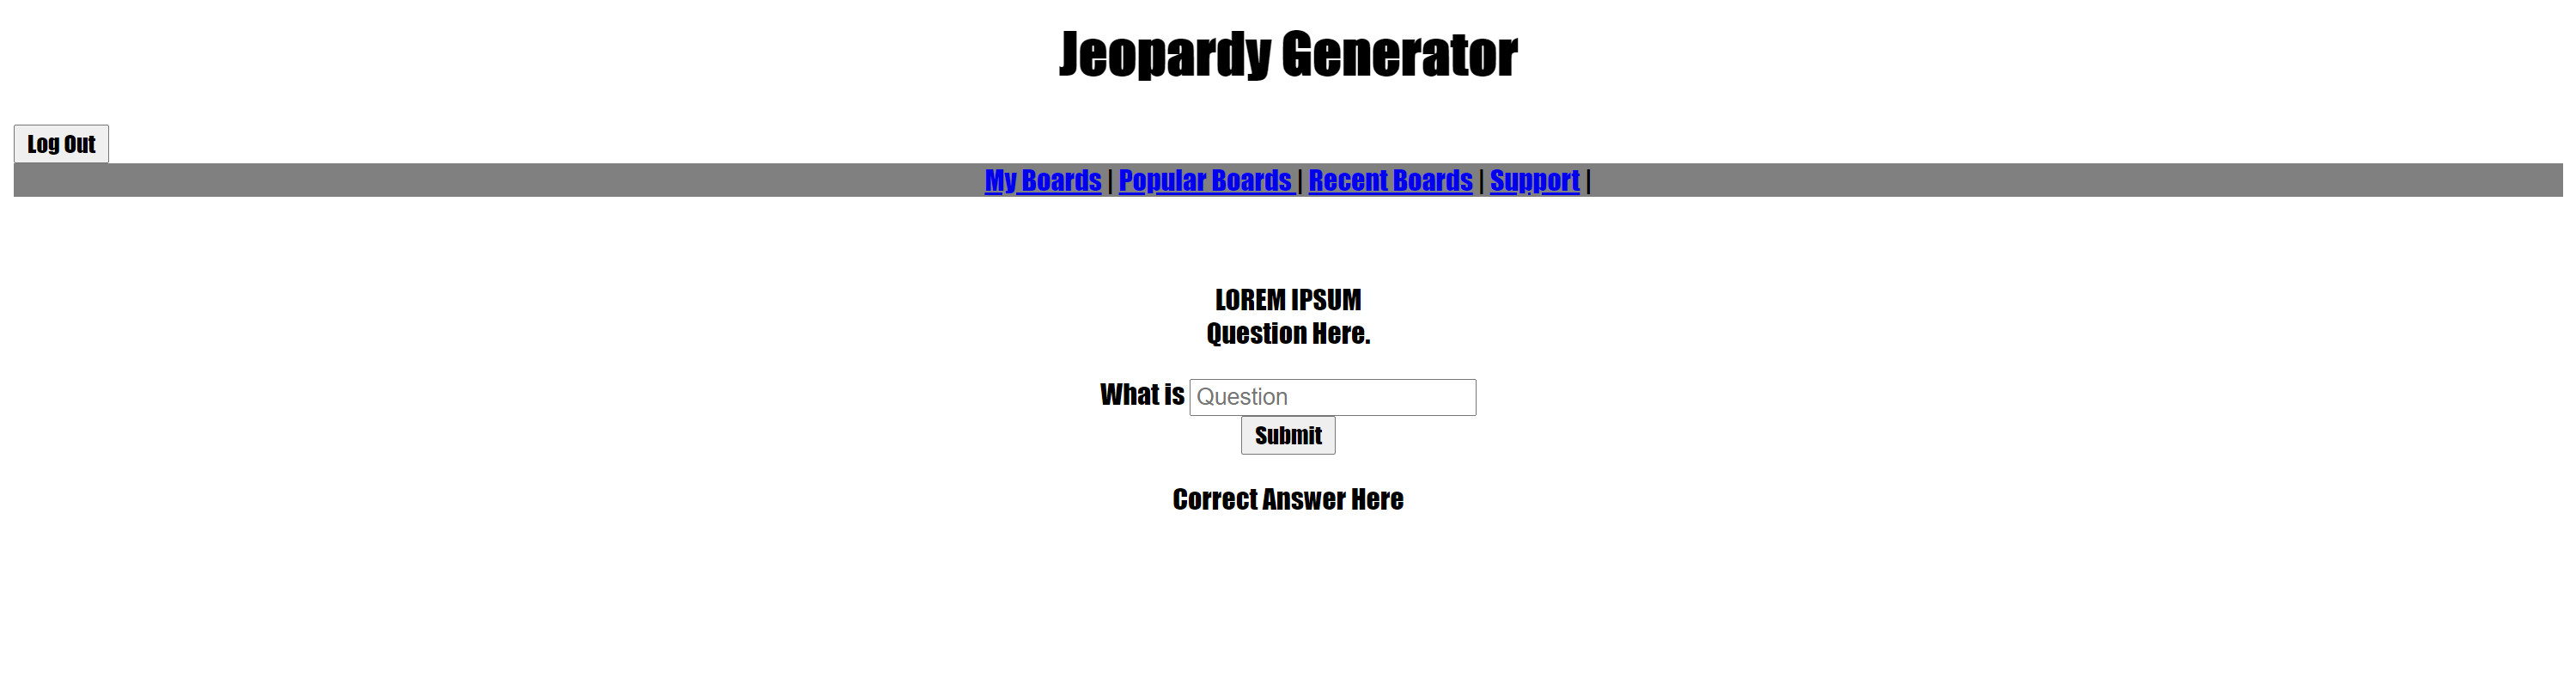 Jeopardy Generator
Log Out
My Boards | Popular Boards | Recent Boards | Support |
LOREM IPSUM
Question Here.
What is Question
Submit
Correct Answer Here